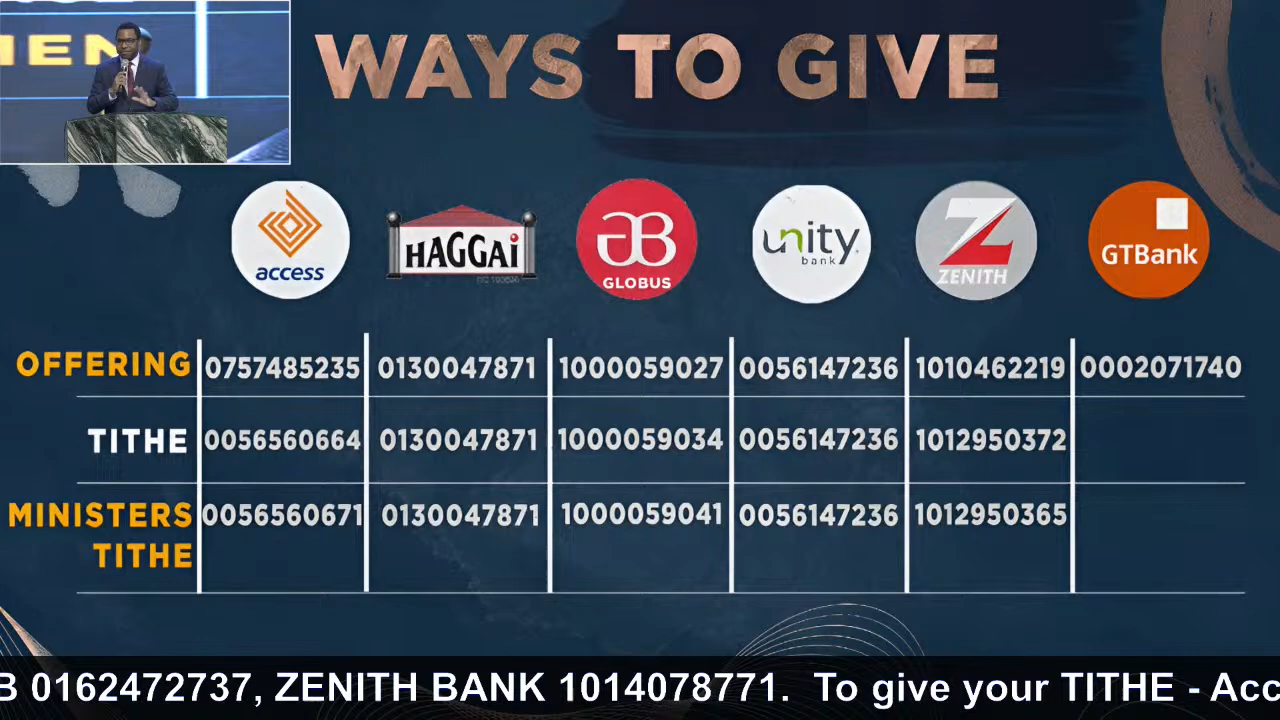 IEN
WAYS TO GIVE
access
HAGGAi
GLOBUS
unity
bank
Z
ZENITH
GTBank
OFFERING 0757485235 0130047871 1000059027 0056147236 1010462219 0002071740
TITHE 0056560664 0130047871 1000059034 0056147236 1012950372
MINISTERS TITHE 0056560671 0130047871 1000059041 0056147236 1012950365
B 0162472737, ZENITH BANK 1014078771. To give your TITHE - Acc